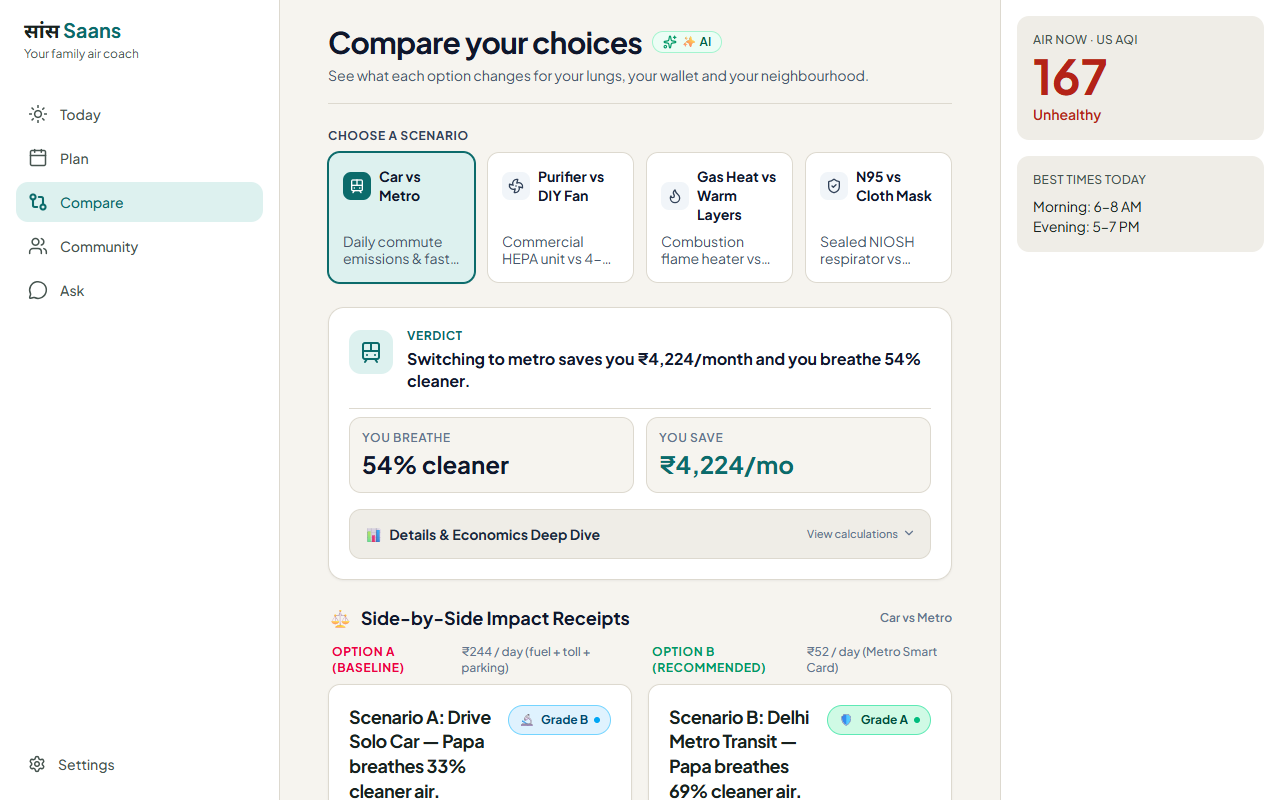 सांस Saans
Your family air coach
Today
Plan
Compare
Community
Ask
Settings
Compare your choices
AI
See what each option changes for your lungs, your wallet and your neighbourhood.
CHOOSE A SCENARIO
Car vs
Metro
Daily commute
emissions & fast...
Purifier vs
DIY Fan
Commercial
HEPA unit vs 4–...
Gas Heat vs
Warm
Layers
Combustion
flame heater vs...
N95 vs
Cloth Mask
Sealed NIOSH
respirator vs...
VERDICT
Switching to metro saves you ₹4,224/month and you breathe 54%
cleaner.
YOU BREATHE
54% cleaner
YOU SAVE
₹4,224/mo
Details & Economics Deep Dive
View calculations
Side-by-Side Impact Receipts
Car vs Metro
OPTION A
(BASELINE)
₹244 / day (fuel + toll +
parking)
OPTION B
(RECOMMENDED)
₹52 / day (Metro Smart
Card)
Scenario A: Drive
Solo Car — Papa
breathes 33%
cleaner air.
Grade B
Scenario B: Delhi
Metro Transit —
Papa breathes
69% cleaner air.
Grade A
AIR NOW · US AQI
167
Unhealthy
BEST TIMES TODAY
Morning: 6–8 AM
Evening: 5–7 PM